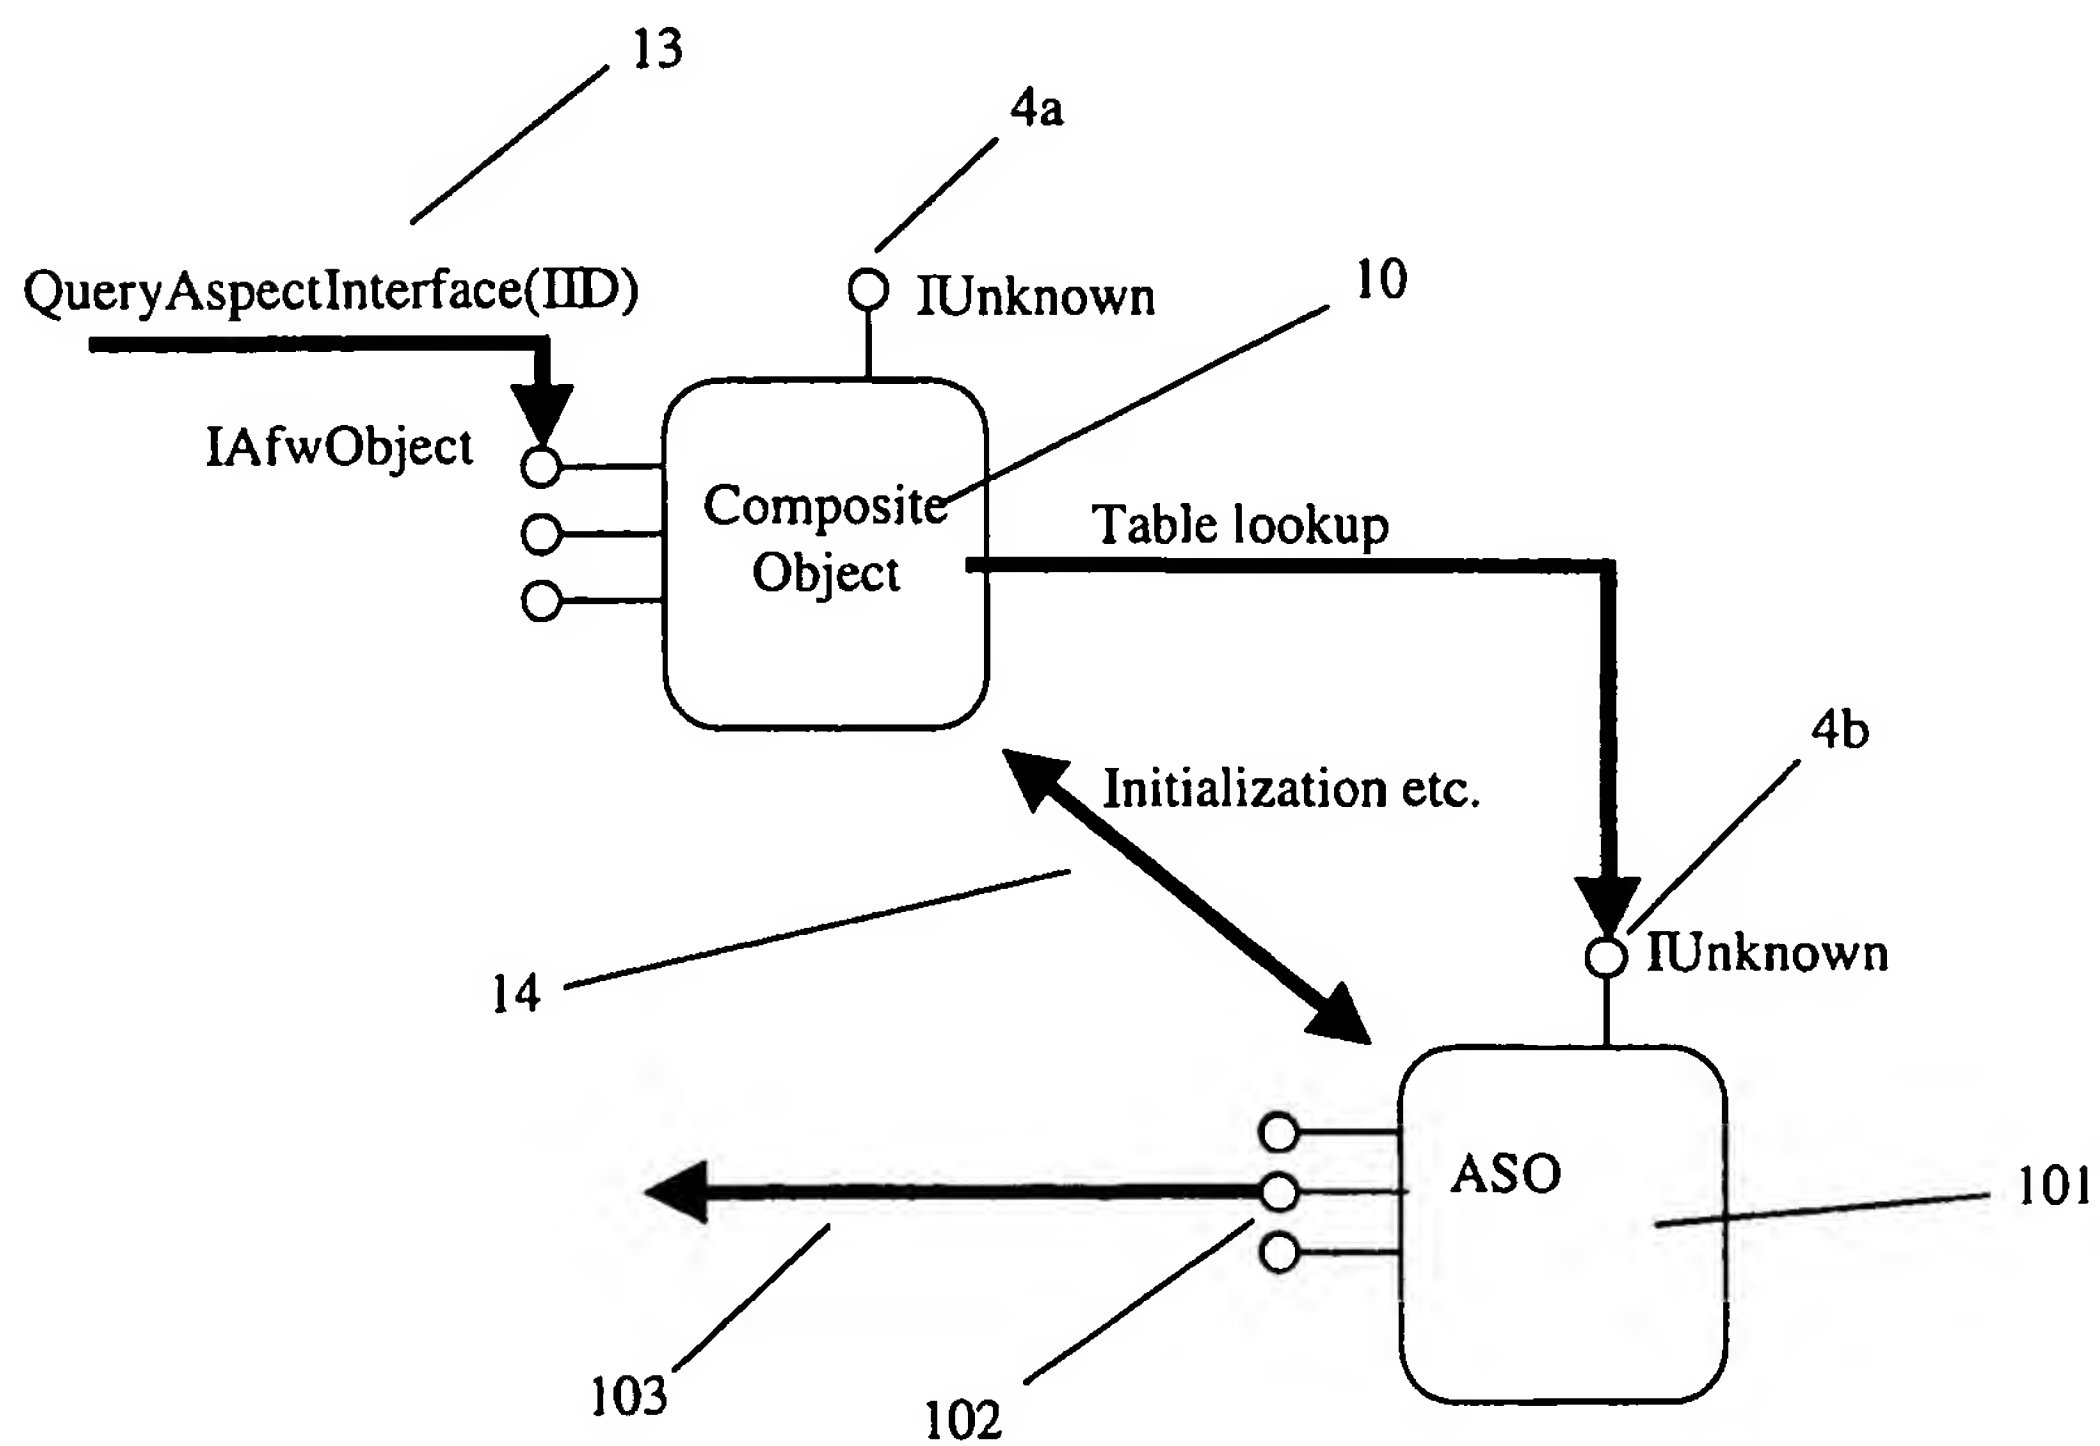 13
4a
QueryAspectInterface(IID)
IUnknown
10
IAfwObject
Composite
Object
Table lookup
4b
Initialization etc.
14
IUnknown
ASO
101
103
102